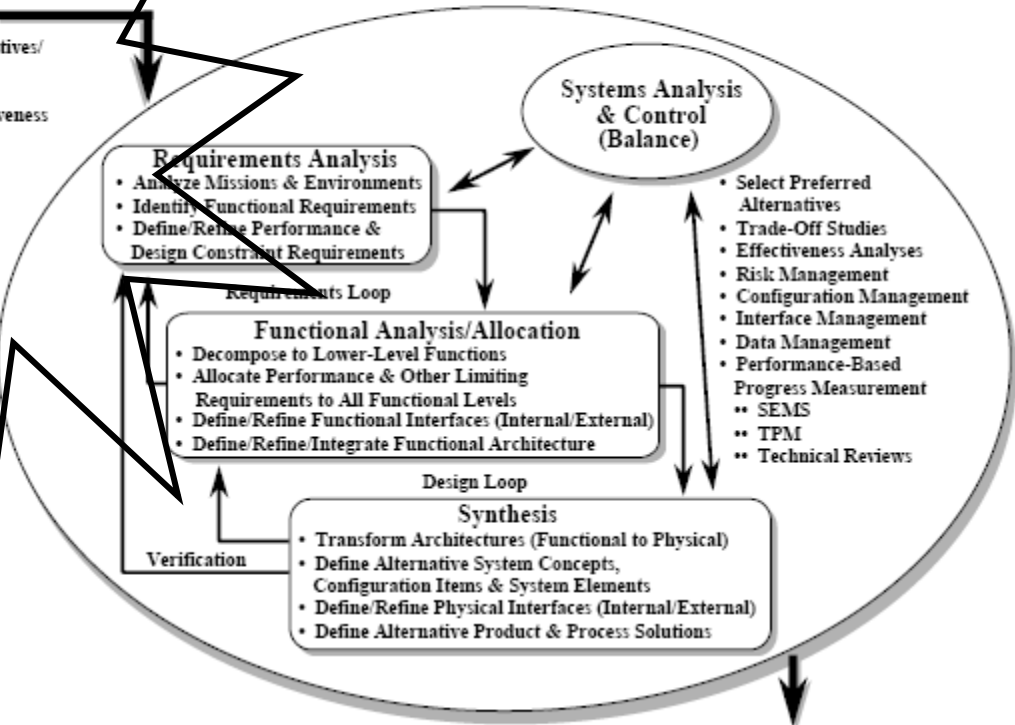 tives/
veness
Systems Analysis
& Control
(Balance)
Requirements Analysis
• Analyze Missions & Environments
• Identify Functional Requirements
• Define/Refine Performance &
Design Constraint Requirements
• Select Preferred
Alternatives
• Trade-Off Studies
• Effectiveness Analyses
• Risk Management
• Configuration Management
• Interface Management
• Data Management
• Performance-Based
Progress Measurement
•• SEMS
•• TPM
•• Technical Reviews
Requirements Loop
Functional Analysis/Allocation
• Decompose to Lower-Level Functions
• Allocate Performance & Other Limiting
Requirements to All Functional Levels
• Define/Refine Functional Interfaces (Internal/External)
• Define/Refine/Integrate Functional Architecture
Design Loop
Synthesis
• Transform Architectures (Functional to Physical)
• Define Alternative System Concepts,
Configuration Items & System Elements
• Define/Refine Physical Interfaces (Internal/External)
• Define Alternative Product & Process Solutions
Verification